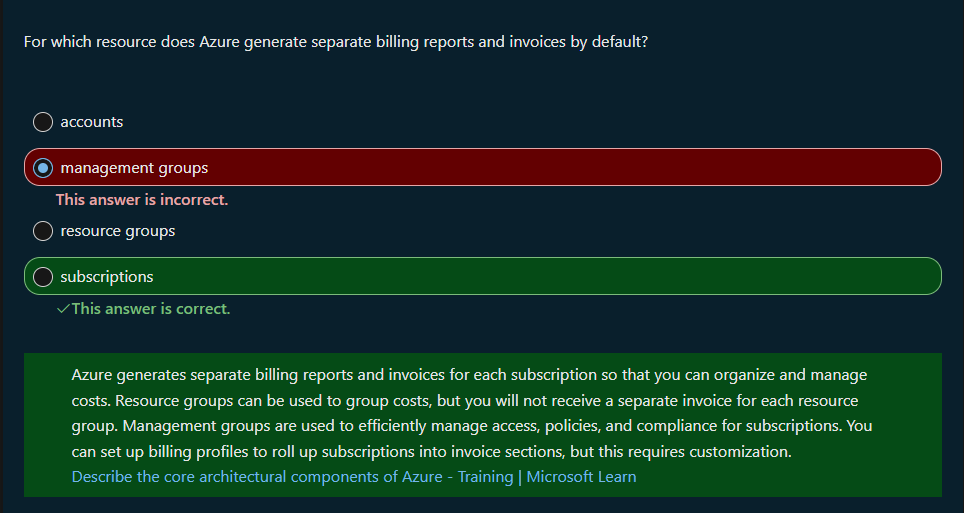 For which resource does Azure generate separate billing reports and invoices by default?
accounts
management groups
This answer is incorrect.
resource groups
subscriptions
✓This answer is correct.
Azure generates separate billing reports and invoices for each subscription so that you can organize and manage
costs. Resource groups can be used to group costs, but you will not receive a separate invoice for each resource
group. Management groups are used to efficiently manage access, policies, and compliance for subscriptions. You
can set up billing profiles to roll up subscriptions into invoice sections, but this requires customization.
Describe the core architectural components of Azure - Training | Microsoft Learn